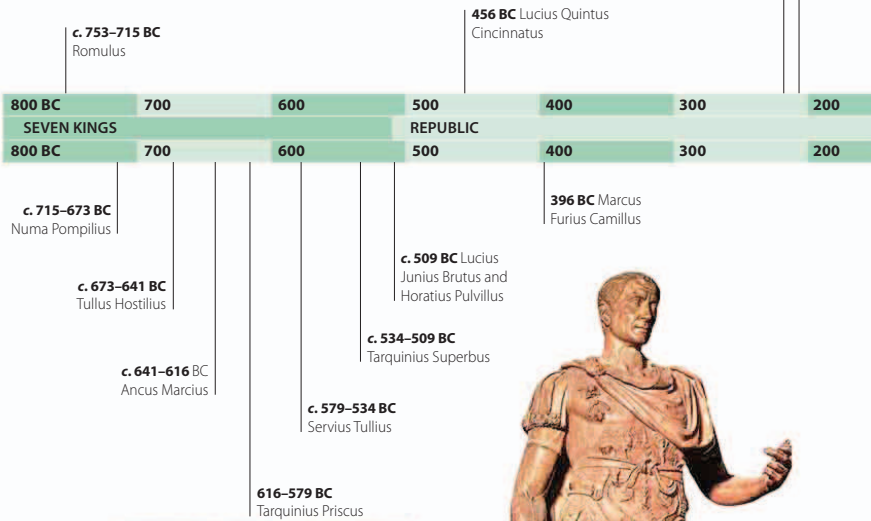 c. 753–715 BC
Romulus
456 BC Lucius Quintus
Cincinnatus
800 BC 700 600 500 400 300 200
SEVEN KINGS REPUBLIC
800 BC 700 600 500 400 300 200
c. 715–673 BC
Numa Pompilius
c. 673–641 BC
Tullus Hostilius
c. 641–616 BC
Ancus Marcius
616–579 BC
Tarquinius Priscus
c. 579–534 BC
Servius Tullius
c. 534–509 BC
Tarquinius Superbus
c. 509 BC Lucius
Junius Brutus and
Horatius Pulvillus
396 BC Marcus
Furius Camillus